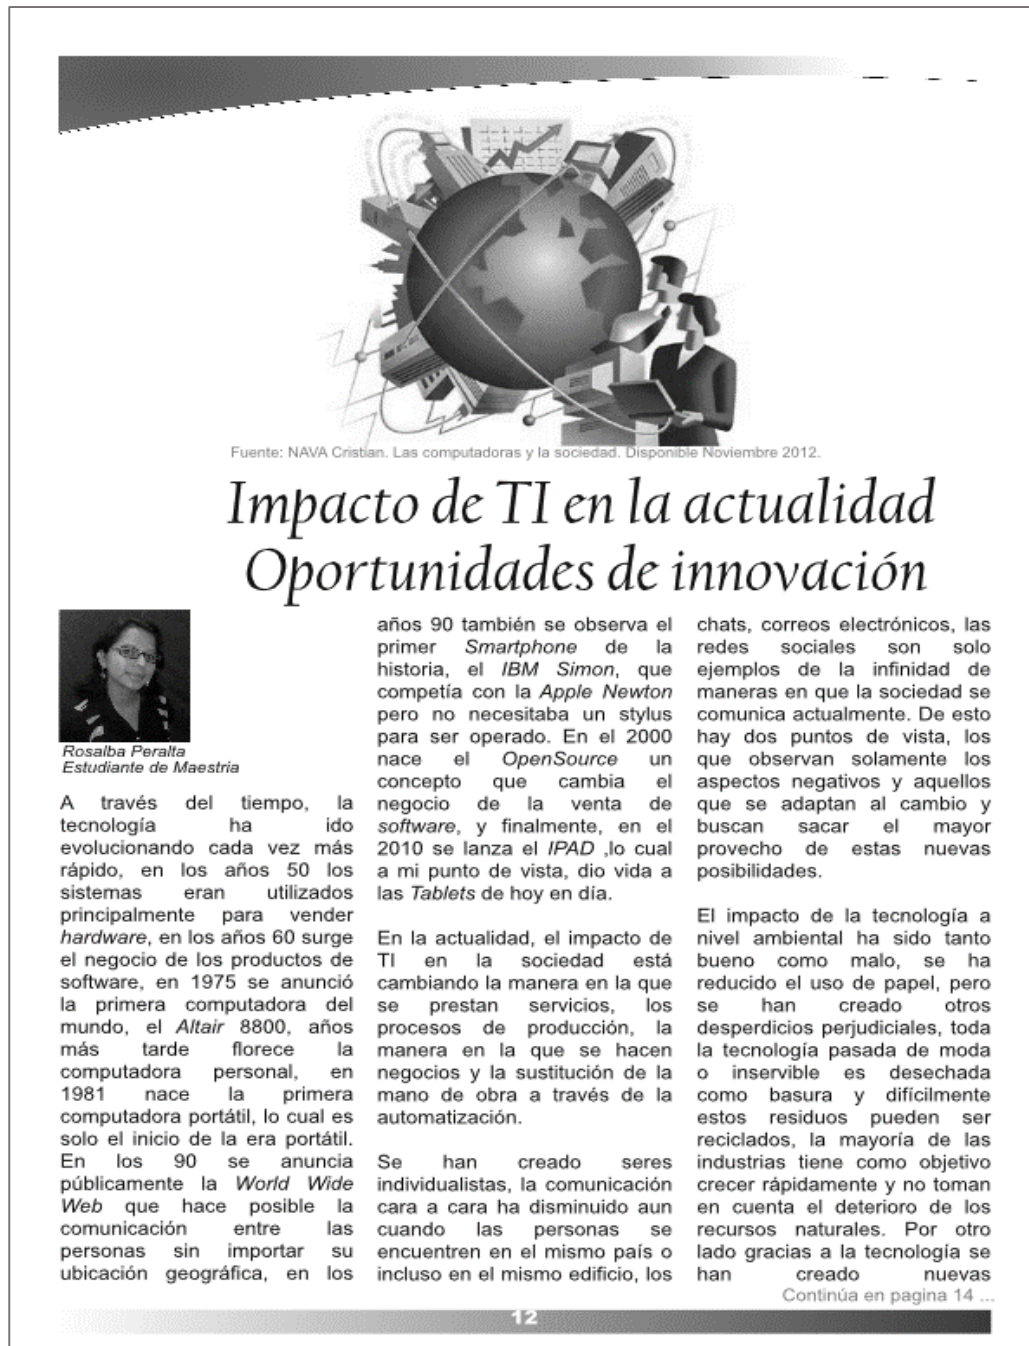 Fuente: NAVA Cristian. Las computadoras y la sociedad. Disponible Noviembre 2012.
Impacto de TI en la actualidad
Oportunidades de innovación
Rosalba Peralta
Estudiante de Maestria
A través del tiempo, la
tecnología ha ido
evolucionando cada vez más
rápido, en los años 50 los
sistemas eran utilizados
principalmente para vender
hardware, en los años 60 surge
el negocio de los productos de
software, en 1975 se anunció
la primera computadora del
mundo, el Altair 8800, años
más tarde florece la
computadora personal, en
1981 nace la primera
computadora portátil, lo cual es
solo el inicio de la era portátil.
En los 90 se anuncia
públicamente la World Wide
Web que hace posible la
comunicación entre las
personas sin importar su
ubicación geográfica, en los
años 90 también se observa el
primer Smartphone de la
historia, el IBM Simon, que
competía con la Apple Newton
pero no necesitaba un stylus
para ser operado. En el 2000
nace el OpenSource un
concepto que cambia el
negocio de la venta de
software, y finalmente, en el
2010 se lanza el IPAD ,lo cual
a mi punto de vista, dio vida a
las Tablets de hoy en día.
En la actualidad, el impacto de
TI en la sociedad está
cambiando la manera en la que
se prestan servicios, los
procesos de producción, la
manera en la que se hacen
negocios y la sustitución de la
mano de obra a través de la
automatización.
Se han creado seres
individualistas, la comunicación
cara a cara ha disminuido aun
cuando las personas se
encuentren en el mismo país o
incluso en el mismo edificio, los
chats, correos electrónicos, las
redes sociales son solo
ejemplos de la infinidad de
maneras en que la sociedad se
comunica actualmente. De esto
hay dos puntos de vista, los
que observan solamente los
aspectos negativos y aquellos
que se adaptan al cambio y
buscan sacar el mayor
provecho de estas nuevas
posibilidades.
El impacto de la tecnología a
nivel ambiental ha sido tanto
bueno como malo, se ha
reducido el uso de papel, pero
se han creado otros
desperdicios perjudiciales, toda
la tecnología pasada de moda
o inservible es desechada
como basura y difícilmente
estos residuos pueden ser
reciclados, la mayoría de las
industrias tiene como objetivo
crecer rápidamente y no toman
en cuenta el deterioro de los
recursos naturales. Por otro
lado gracias a la tecnología se
han creado nuevas
Continúa en pagina 14 ...
12